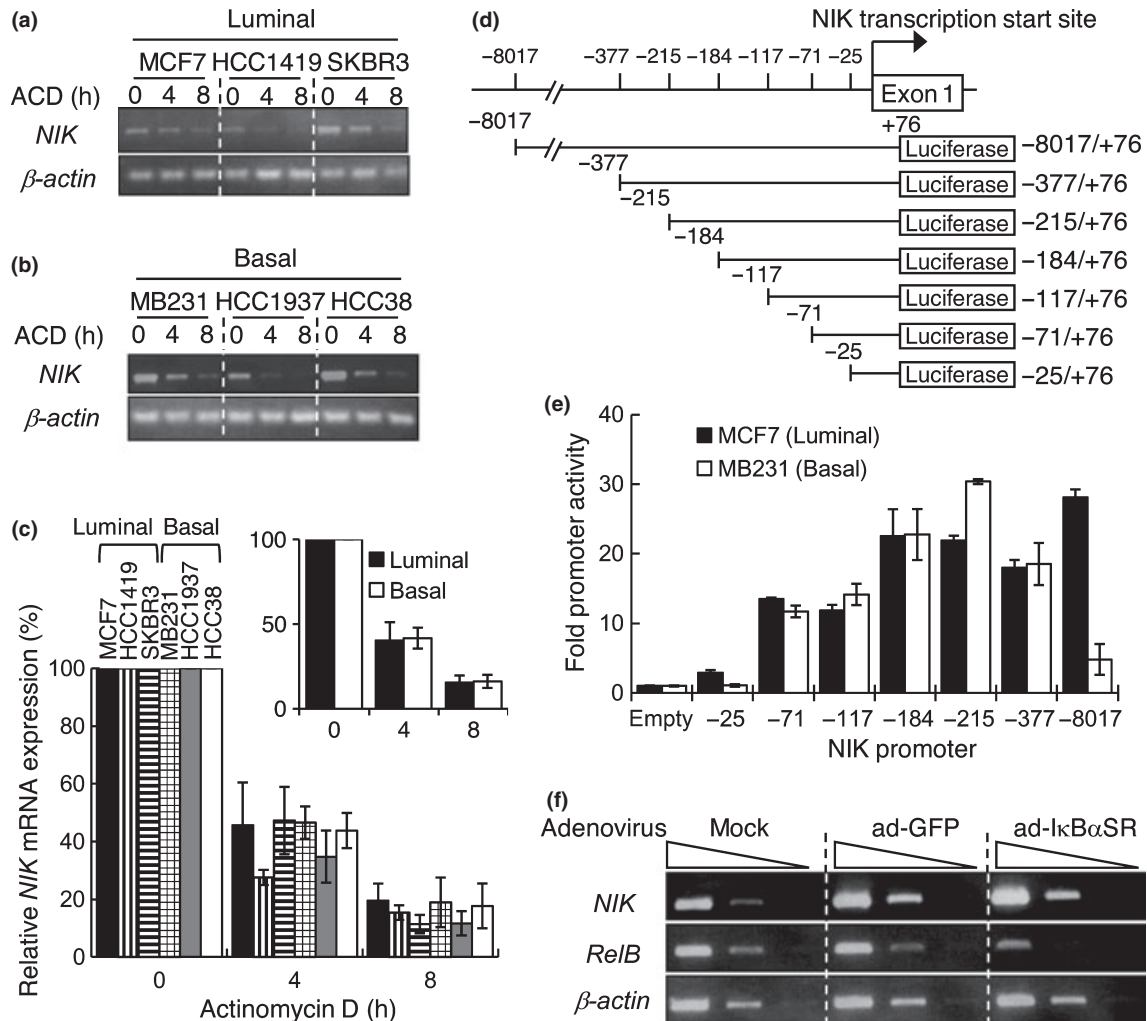 (a)
Luminal
MCF7 HCC1419 SKBR3
ACD (h) 0 4 8 0 4 8 0 4 8
NIK
β-actin
(b)
Basal
MB231 HCC1937 HCC38
ACD (h) 0 4 8 0 4 8 0 4 8
NIK
β-actin
(c)
Luminal Basal
MCF7
HCC1419
SKBR3
MB231
HCC1937
HCC38
Relative NIK mRNA expression (%)
100
80
60
40
20
0
0 4 8
Actinomycin D (h)
100
50
0
Luminal
Basal
0 4 8
(d)
NIK transcription start site
−8017 −377 −215 −184 −117 −71 −25
Exon 1
+76
−8017 Luciferase −8017/+76
−377 Luciferase −377/+76
−215 Luciferase −215/+76
−184 Luciferase −184/+76
−117 Luciferase −117/+76
−71 Luciferase −71/+76
−25 Luciferase −25/+76
(e)
Fold promoter activity
40
30
20
10
0
MCF7 (Luminal)
MB231 (Basal)
Empty −25 −71 −117 −184 −215 −377 −8017
NIK promoter
(f)
Adenovirus Mock ad-GFP ad-IκBαSR
NIK
RelB
β-actin